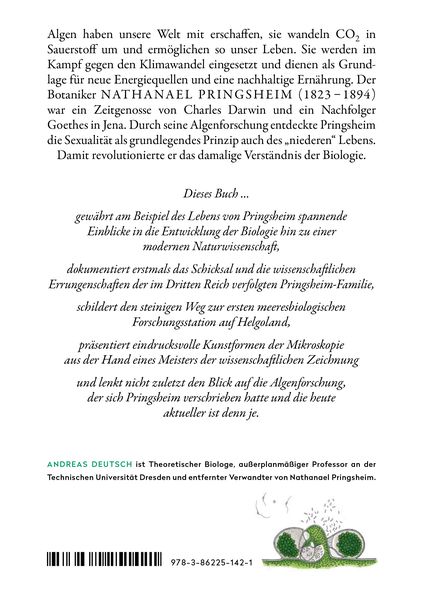 Algen haben unsere Welt mit erschaffen, sie wandeln CO₂ in
Sauerstoff um und ermöglichen so unser Leben. Sie werden im
Kampf gegen den Klimawandel eingesetzt und dienen als Grund-
lage für neue Energiequellen und eine nachhaltige Ernährung. Der
Botaniker NATHANAEL PRINGSHEIM (1823–1894)
war ein Zeitgenosse von Charles Darwin und ein Nachfolger
Goethes in Jena. Durch seine Algenforschung entdeckte Pringsheim
die Sexualität als grundlegendes Prinzip auch des „niederen“ Lebens.
Damit revolutionierte er das damalige Verständnis der Biologie.
Dieses Buch ...
gewährt am Beispiel des Lebens von Pringsheim spannende
Einblicke in die Entwicklung der Biologie hin zu einer
modernen Naturwissenschaft,
dokumentiert erstmals das Schicksal und die wissenschaftlichen
Errungenschaften der im Dritten Reich verfolgten Pringsheim-Familie,
schildert den steinigen Weg zur ersten meeresbiologischen
Forschungsstation auf Helgoland,
präsentiert eindrucksvolle Kunstformen der Mikroskopie
aus der Hand eines Meisters der wissenschaftlichen Zeichnung
und lenkt nicht zuletzt den Blick auf die Algenforschung,
der sich Pringsheim verschrieben hatte und die heute
aktueller ist denn je.
ANDREAS DEUTSCH ist Theoretischer Biologe, außerplanmäßiger Professor an der
Technischen Universität Dresden und entfernter Verwandter von Nathanael Pringsheim.
978-3-86225-142-1